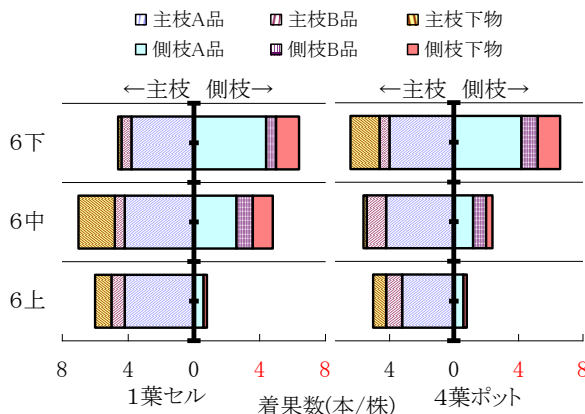 主枝A品 主枝B品 主枝下物
側枝A品 側枝B品 側枝下物
←主枝 側枝→ ←主枝 側枝→
6下
6中
6上
8 4 0 4 8 4 0 4 8
1葉セル 着果数(本/株) 4葉ポット